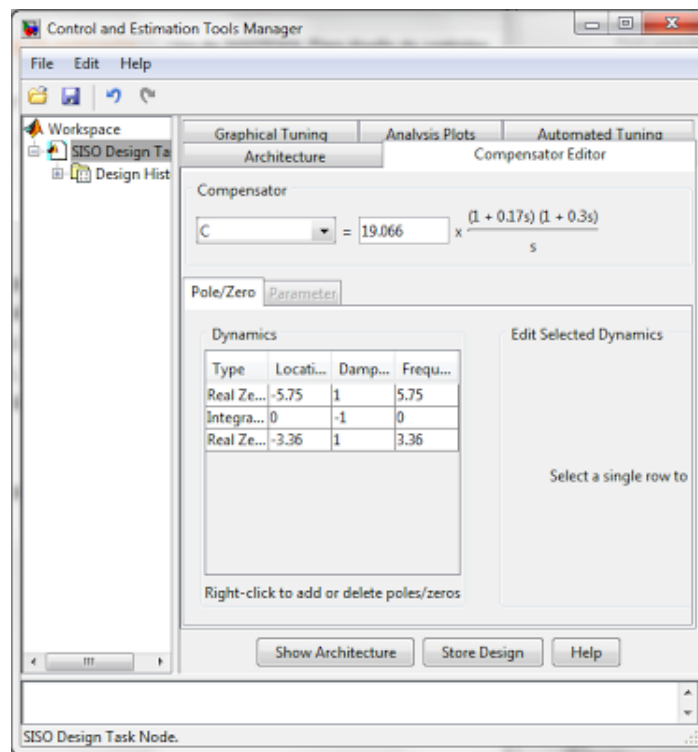 Control and Estimation Tools Manager
File Edit Help
Workspace
SISO Design Ta
Design Hist
Graphical Tuning Analysis Plots Automated Tuning
Architecture Compensator Editor
Compensator
C = 19.066 x (1 + 0.17s) (1 + 0.3s)
s
Pole/Zero Parameter
Dynamics
Type Locati... Damp... Frequ...
Real Ze... -5.75 1 5.75
Integra... 0 -1 0
Real Ze... -3.36 1 3.36
Right-click to add or delete poles/zeros
Edit Selected Dynamics
Select a single row to
Show Architecture Store Design Help
SISO Design Task Node.